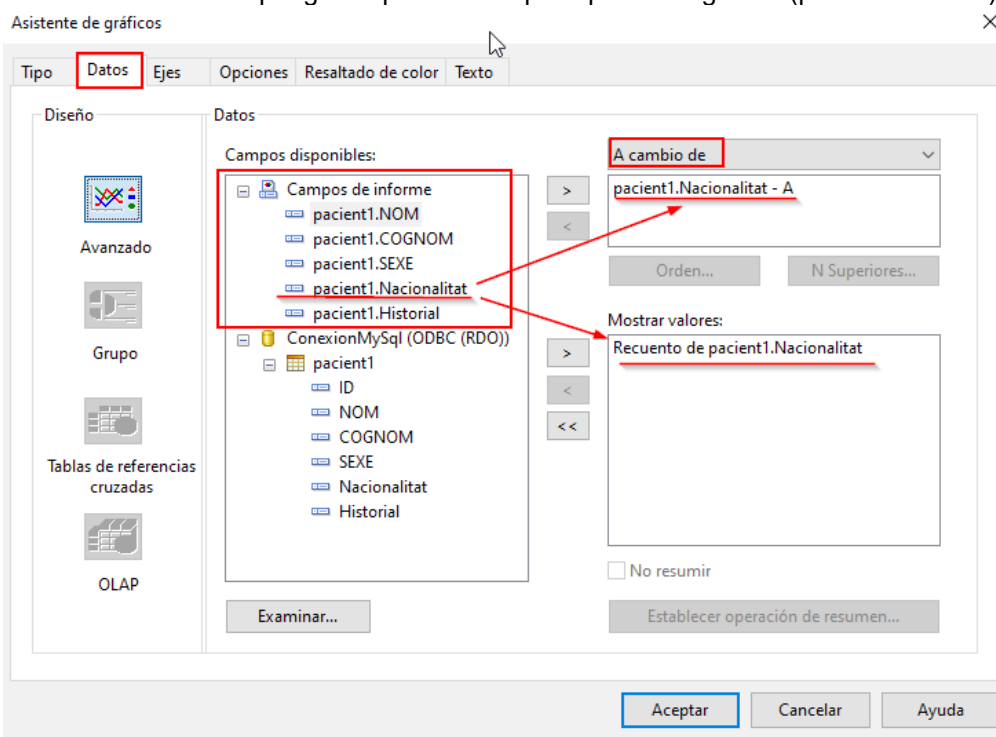 Asistente de gráficos
Tipo Datos Ejes Opciones Resaltado de color Texto
Diseño
Avanzado
Grupo
Tablas de referencias
cruzadas
OLAP
Datos
Campos disponibles:
Campos de informe
pacient1.NOM
pacient1.COGNOM
pacient1.SEXE
pacient1.Nacionalitat
pacient1.Historial
ConexionMySql (ODBC (RDO))
pacient1
ID
NOM
COGNOM
SEXE
Nacionalitat
Historial
Examinar...
>
<
>
<
<<
A cambio de
pacient1.Nacionalitat - A
Orden... N Superiores...
Mostrar valores:
Recuento de pacient1.Nacionalitat
No resumir
Establecer operación de resumen...
Aceptar Cancelar Ayuda